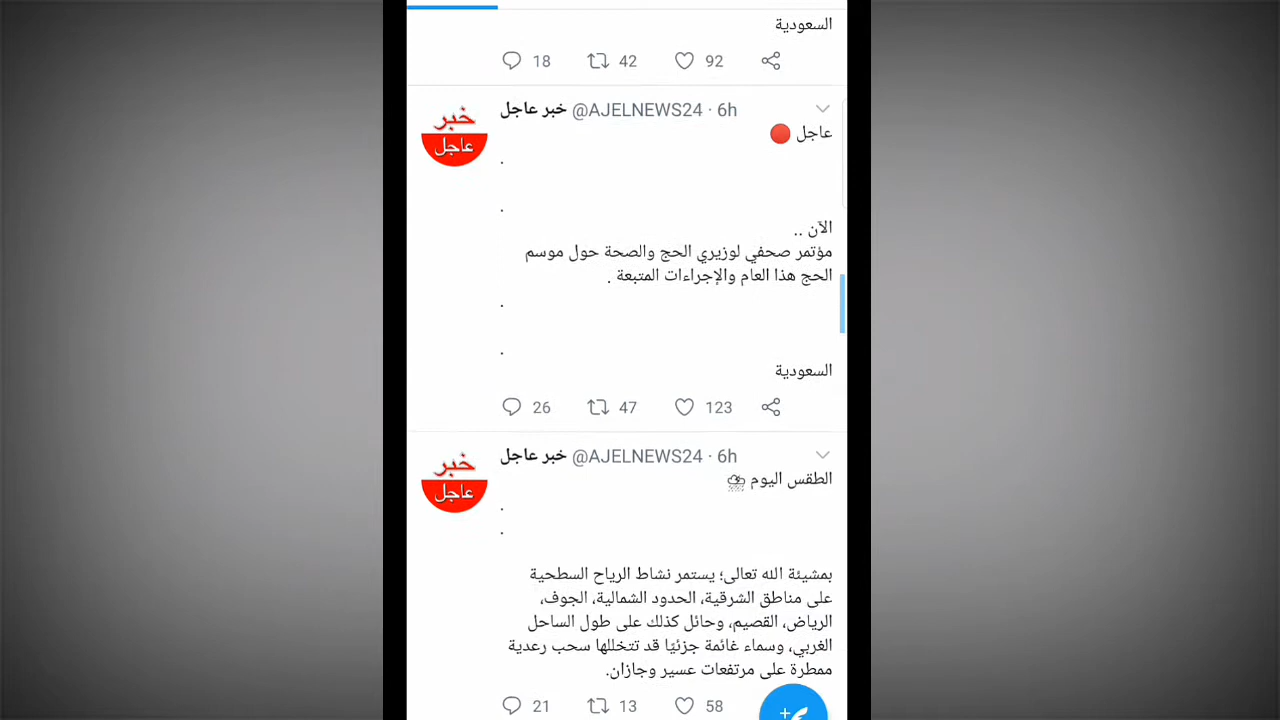 السعودية
18 42 92
خبر عاجل @AJELNEWS24 · 6h
خبر
عاجل
عاجل 🔴
.
.
الآن ..
مؤتمر صحفي لوزيري الحج والصحة حول موسم
الحج هذا العام والإجراءات المتبعة .
.
.
السعودية
26 47 123
خبر عاجل @AJELNEWS24 · 6h
خبر
عاجل
الطقس اليوم ⛈
.
.
بمشيئة الله تعالى؛ يستمر نشاط الرياح السطحية
على مناطق الشرقية، الحدود الشمالية، الجوف،
الرياض، القصيم، وحائل كذلك على طول الساحل
الغربي، وسماء غائمة جزئيًا قد تتخللها سحب رعدية
ممطرة على مرتفعات عسير وجازان.
21 13 58